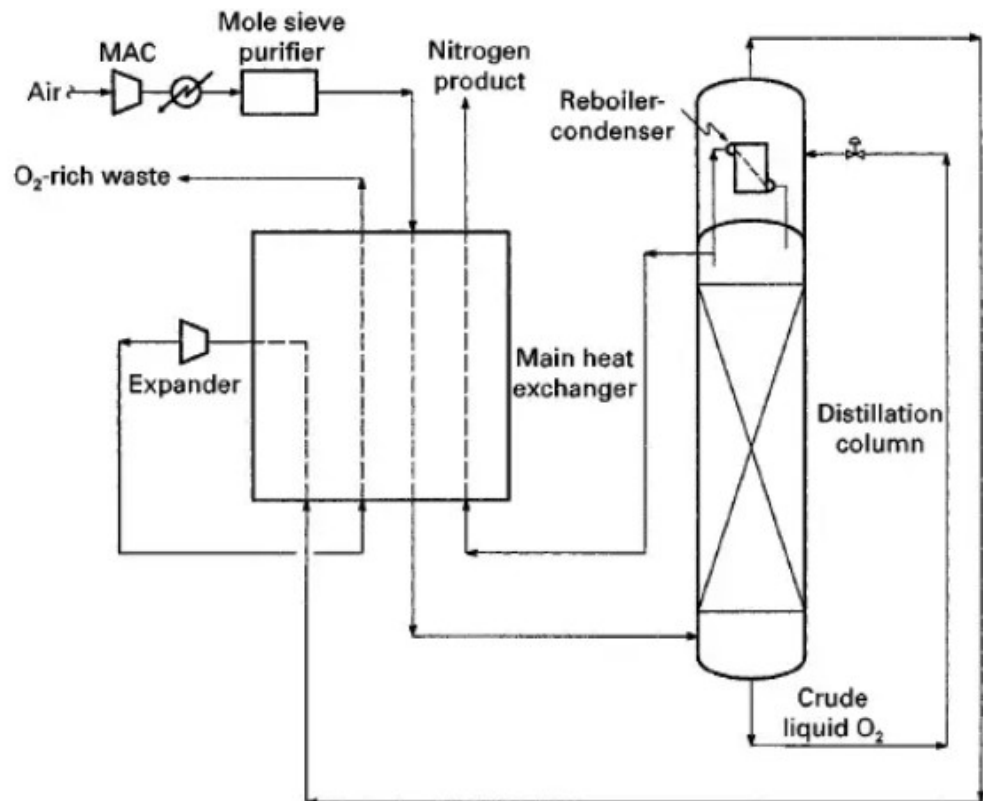 Mole sieve
purifier
MAC
Air
Nitrogen
product
Reboiler-
condenser
O₂-rich waste
Expander
Main heat
exchanger
Distillation
column
Crude
liquid O₂